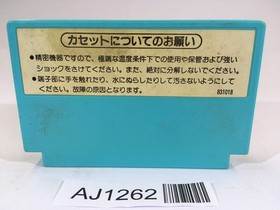 カセットについてのお願い
●精密機器ですので、極端な温度条件下での使用や保管および強い
ショックをさけてください。また、絶対に分解しないでください。
●端子部に手を触れたり、水にぬらしたりして汚さないようにして
ください。故障の原因となります。
831018
AJ1262